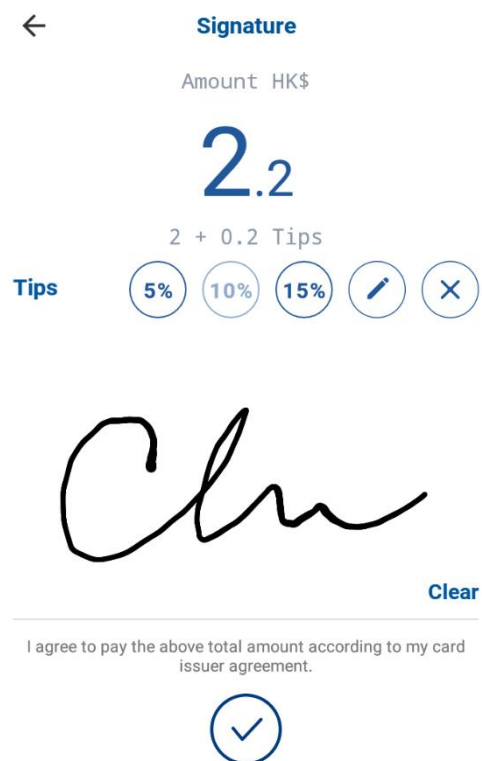 Signature
Amount HK$
2.2
2 + 0.2 Tips
Tips 5% 10% 15%
Clear
I agree to pay the above total amount according to my card
issuer agreement.